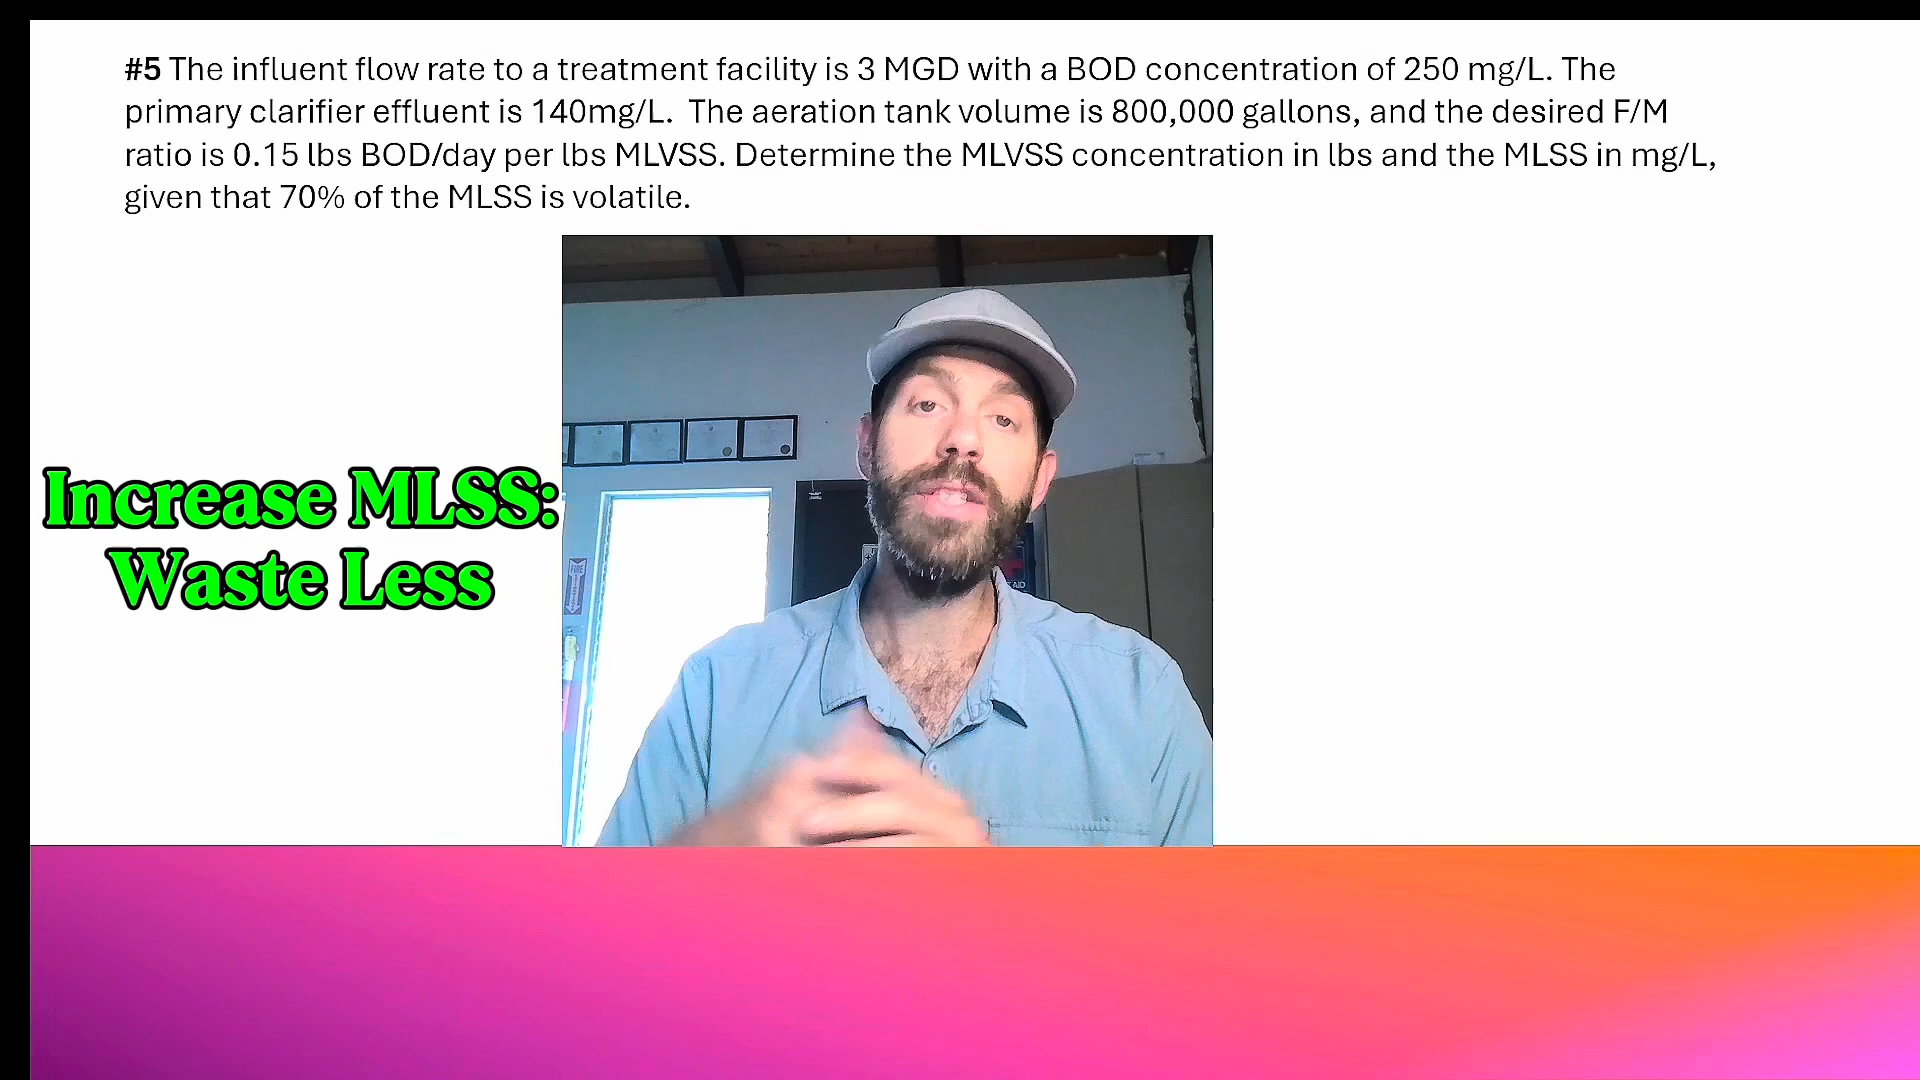 #5 The influent flow rate to a treatment facility is 3 MGD with a BOD concentration of 250 mg/L. The
primary clarifier effluent is 140mg/L. The aeration tank volume is 800,000 gallons, and the desired F/M
ratio is 0.15 lbs BOD/day per lbs MLVSS. Determine the MLVSS concentration in lbs and the MLSS in mg/L,
given that 70% of the MLSS is volatile.
Increase MLSS:
Waste Less
FIRE
AID